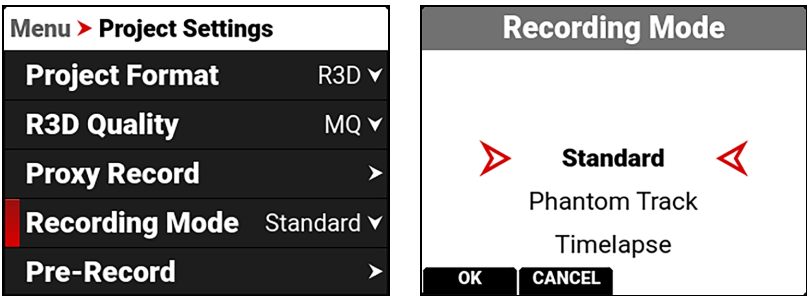 Menu Project Settings
Project Format R3D
R3D Quality MQ
Proxy Record
Recording Mode Standard
Pre-Record
Recording Mode
Standard
Phantom Track
Timelapse
OK CANCEL